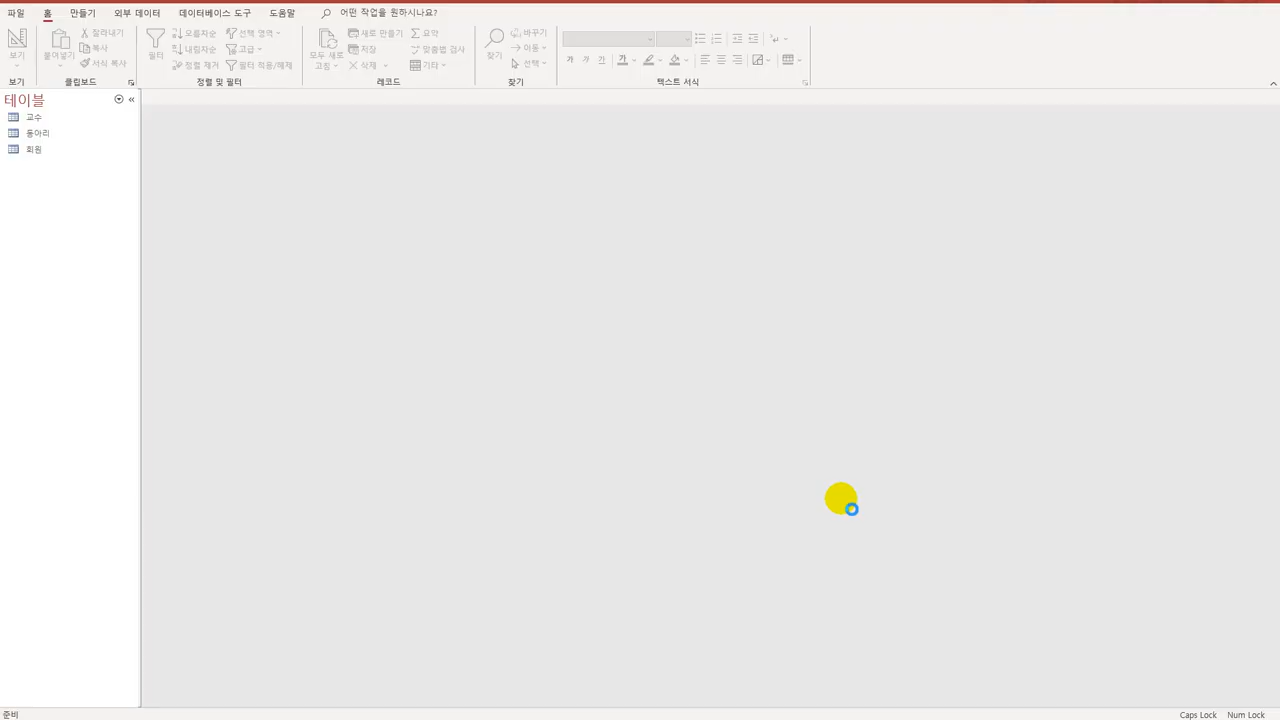 파일 홈 만들기 외부 데이터 데이터베이스 도구 도움말 어떤 작업을 원하시나요?
보기
붙여넣기
잘라내기
복사
서식 복사
필터
오름차순
내림차순
정렬 제거
선택 영역
고급
필터 적용/해제
모두 새로
고침
새로 만들기
저장
삭제
요약
맞춤법 검사
기타
찾기
바꾸기
이동
선택
가 가 가 가
보기 클립보드 정렬 및 필터 레코드 찾기 텍스트 서식
테이블
교수
동아리
회원
준비 Caps Lock Num Lock